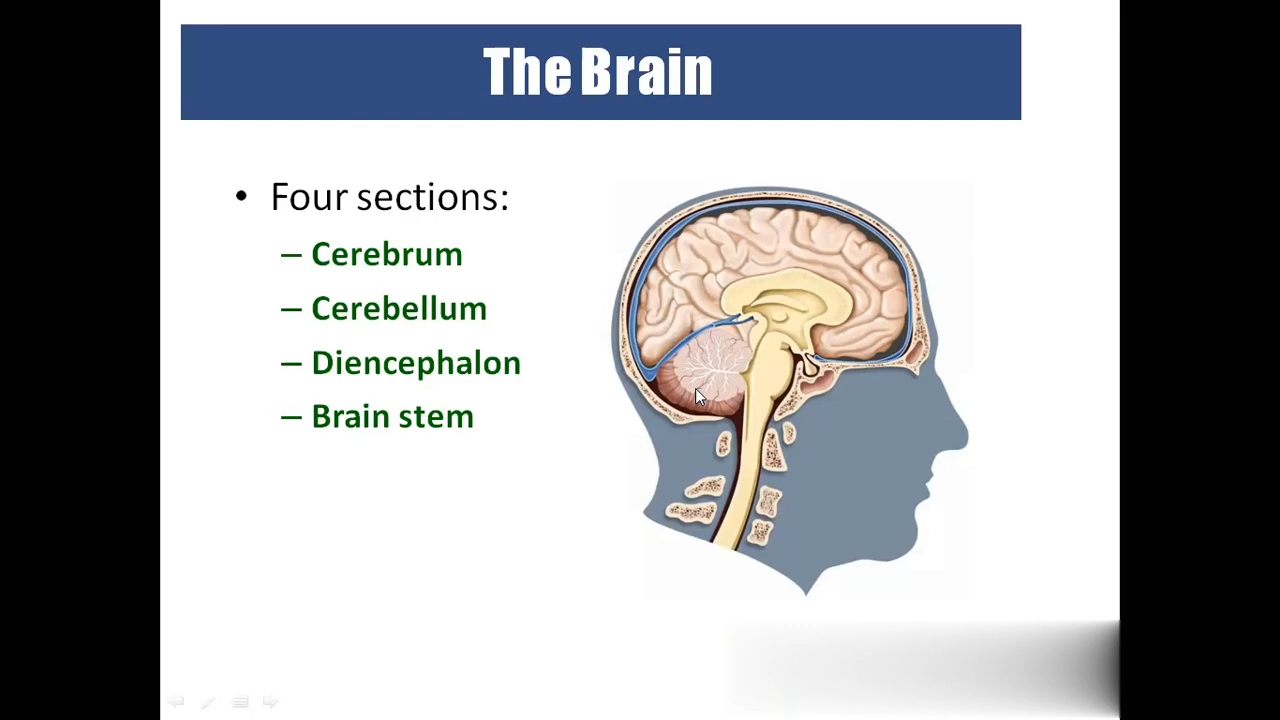 The Brain
• Four sections:
– Cerebrum
– Cerebellum
– Diencephalon
– Brain stem